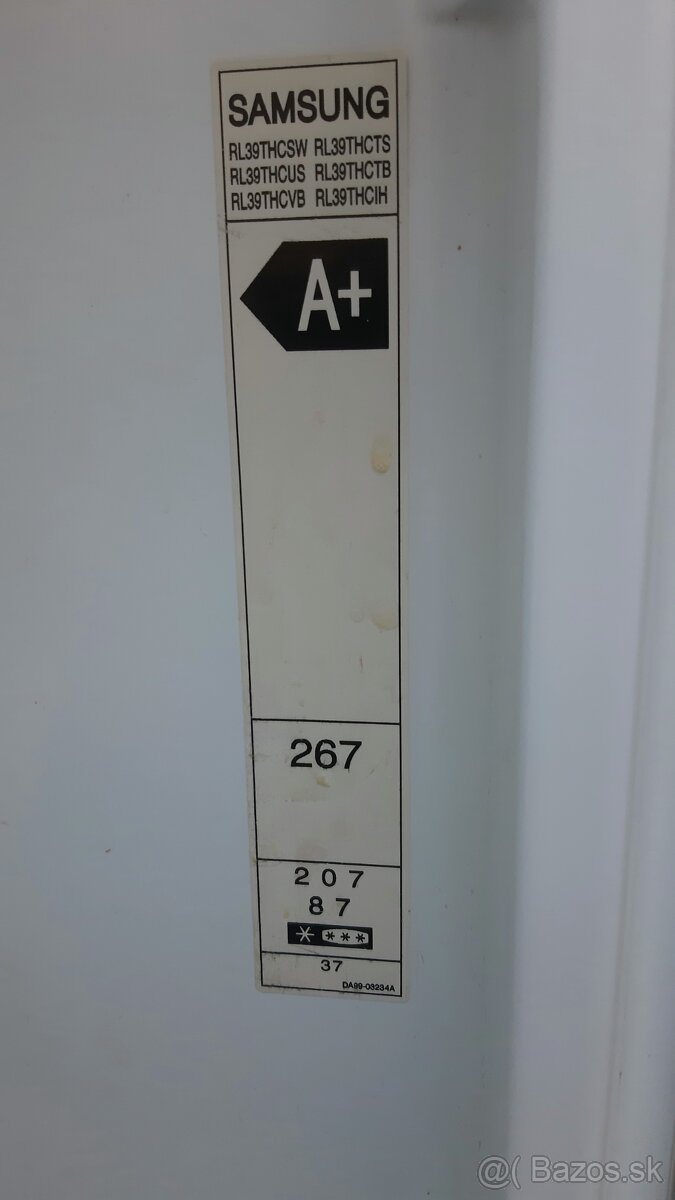 SAMSUNG
RL39THCSW RL39THCTS
RL39THCUS RL39THCTB
RL39THCVB RL39THCIH
A+
267
207
87
37
DA99-03234A
@( Bazos.sk